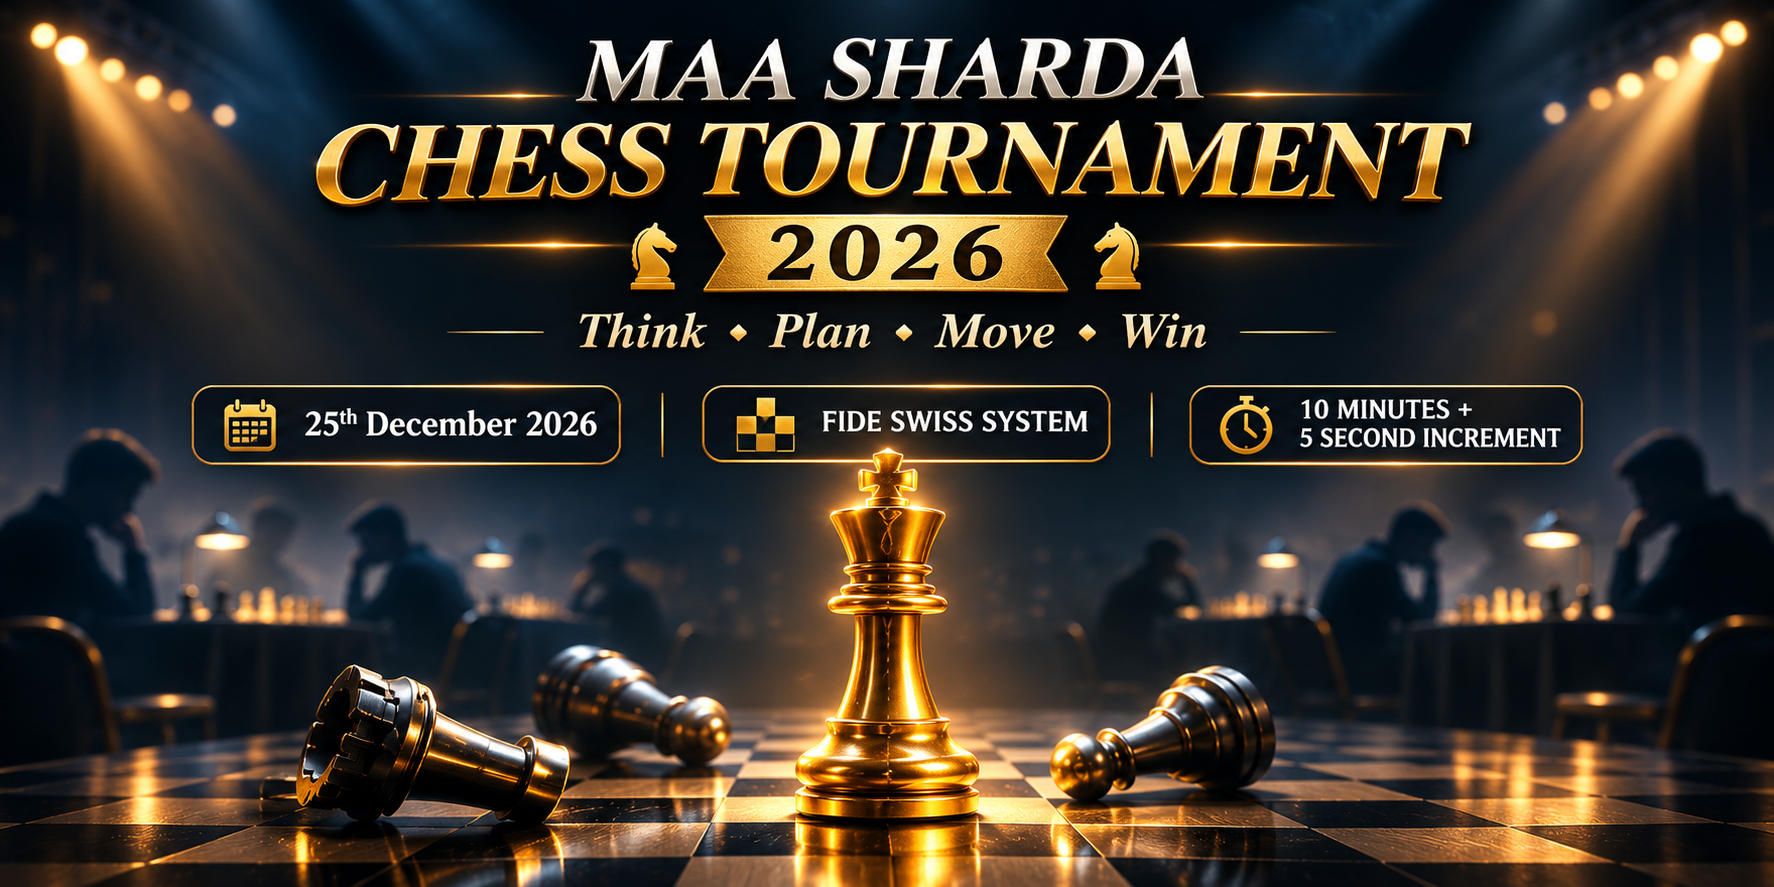 MAA SHARDA
CHESS TOURNAMENT
2026
Think ◆ Plan ◆ Move ◆ Win
25th December 2026
FIDE SWISS SYSTEM
10 MINUTES +
5 SECOND INCREMENT